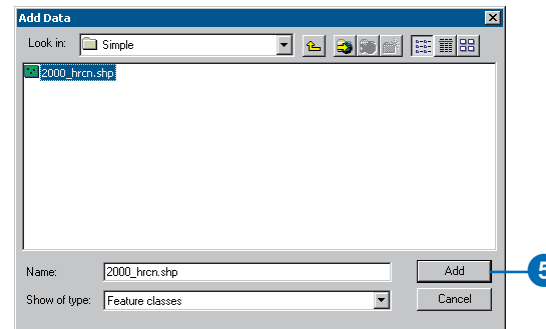 Add Data
Look in: Simple
2000_hrcn.shp
Name: 2000_hrcn.shp Add 5
Show of type: Feature classes Cancel